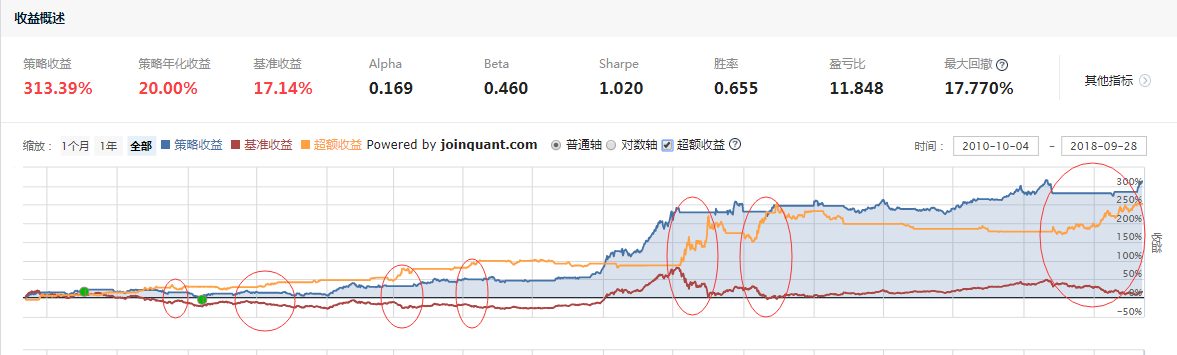 收益概述
策略收益 策略年化收益 基准收益 Alpha Beta Sharpe 胜率 盈亏比 最大回撤 ?
313.39% 20.00% 17.14% 0.169 0.460 1.020 0.655 11.848 17.770%
其他指标
缩放: 1个月 1年 全部 策略收益 基准收益 超额收益 Powered by joinquant.com 普通轴 对数轴 超额收益 ? 时间: 2010-10-04 - 2018-09-28
300%
250%
200%
150%
100%
50%
0%
-50%
收益